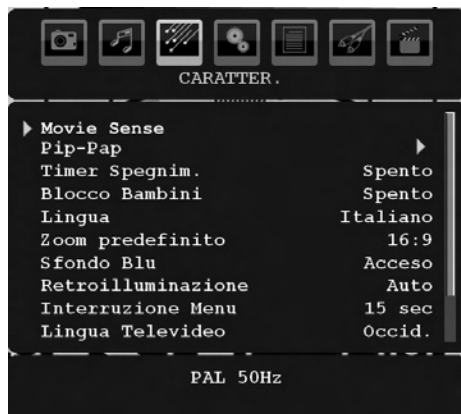 CARATTER.
Movie Sense
Pip-Pap
Timer Spegnim. Spento
Blocco Bambini Spento
Lingua Italiano
Zoom predefinito 16:9
Sfondo Blu Acceso
Retroilluminazione Auto
Interruzione Menu 15 sec
Lingua Televideo Occid.
PAL 50Hz